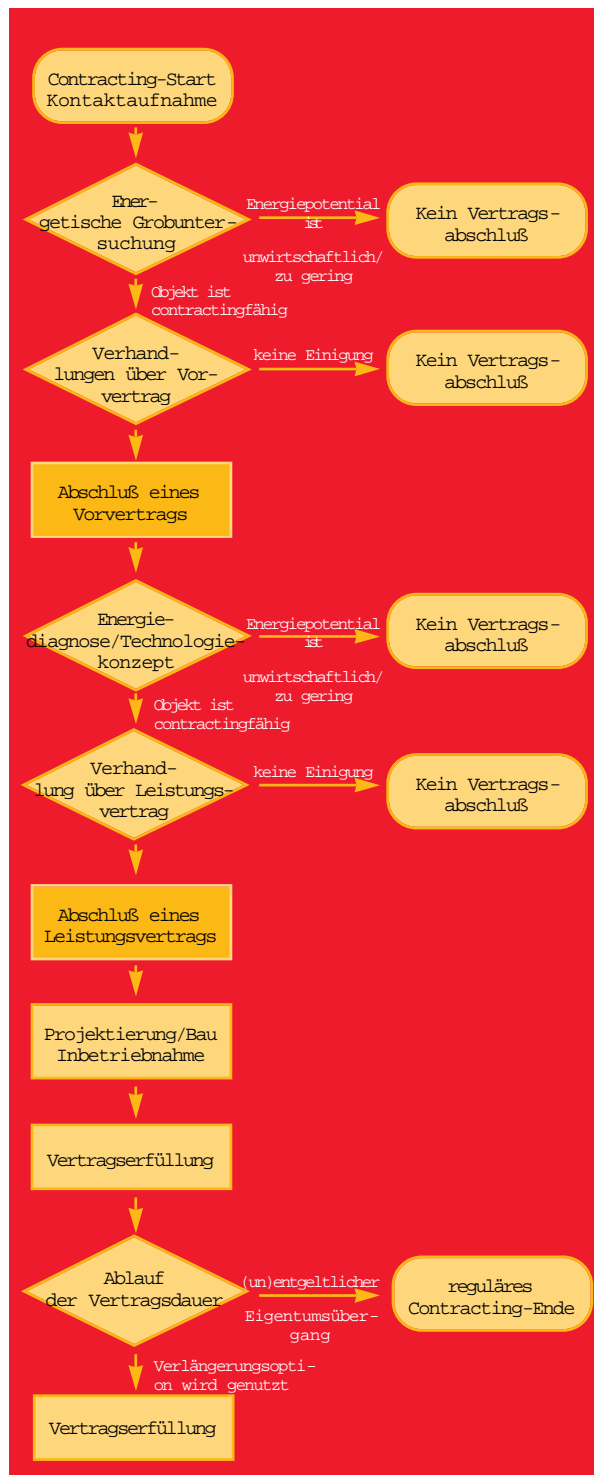 Contracting-Start
Kontaktaufnahme
Ener-
getische Grobunter-
suchung
Energiepotential
ist
unwirtschaftlich/
zu gering
Kein Vertrags-
abschluß
Objekt ist
contractingfähig
Verhand-
lungen über Vor-
vertrag
keine Einigung
Kein Vertrags-
abschluß
Abschluß eines
Vorvertrags
Energie-
diagnose/Technologie-
konzept
Energiepotential
ist
unwirtschaftlich/
zu gering
Kein Vertrags-
abschluß
Objekt ist
contractingfähig
Verhand-
lung über Leistungs-
vertrag
keine Einigung
Kein Vertrags-
abschluß
Abschluß eines
Leistungsvertrags
Projektierung/Bau
Inbetriebnahme
Vertragserfüllung
Ablauf
der Vertragsdauer
(un)entgeltlicher
Eigentumsüber-
gang
reguläres
Contracting-Ende
Verlängerungsopti-
on wird genutzt
Vertragserfüllung